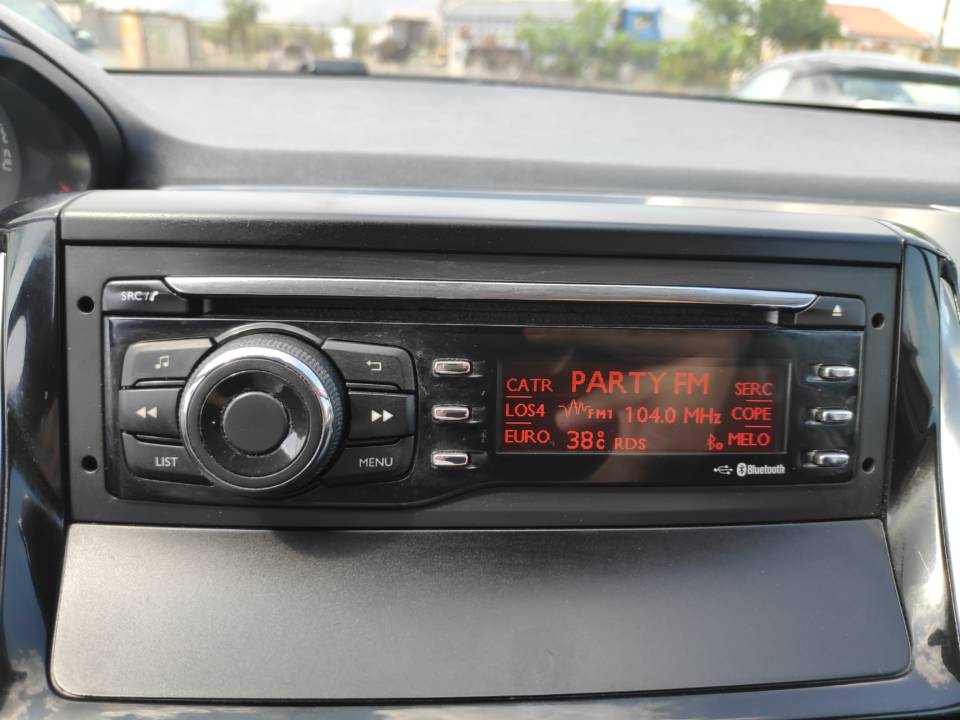 SRC/
LIST
MENU
CATR PARTY FM SERC
LOS4 FM1 104.0 MHz COPE
EURO 38°C RDS MELO
Bluetooth